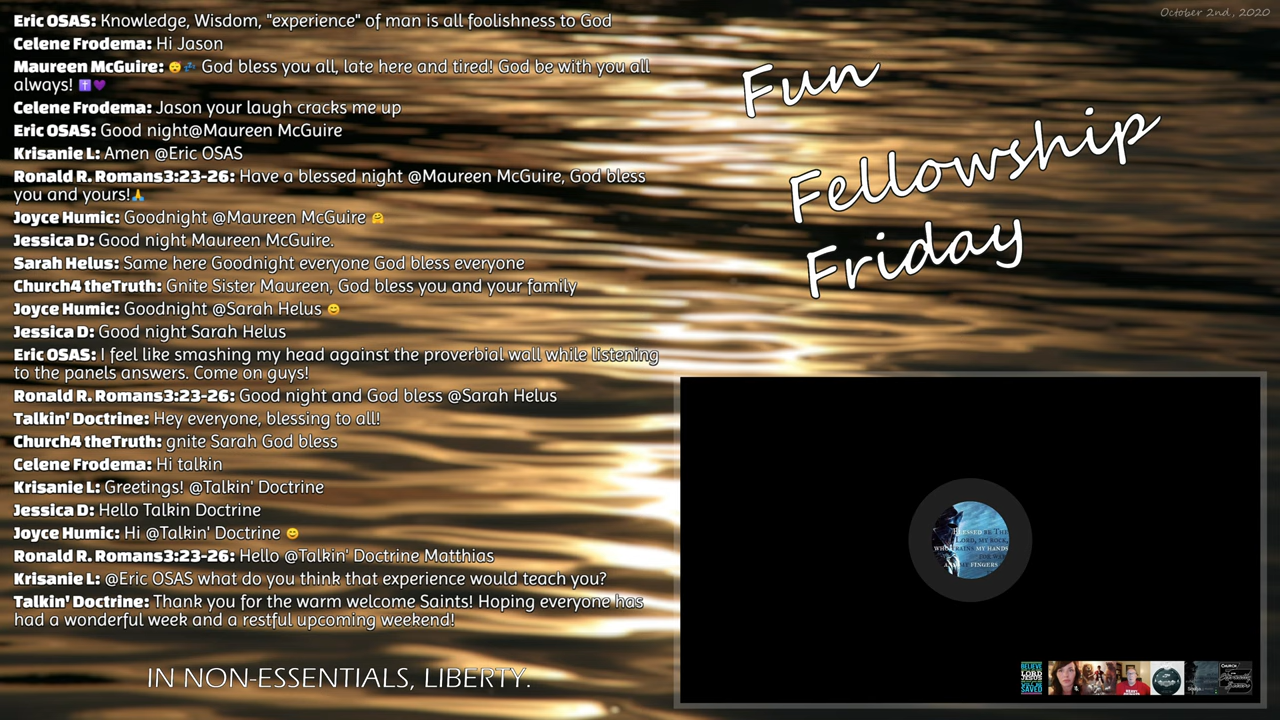 October 2nd, 2020
Eric OSAS: Knowledge, Wisdom, "experience" of man is all foolishness to God
Celene Frodema: Hi Jason
Maureen McGuire: 😴💤 God bless you all, late here and tired! God be with you all
always! ✝️💜
Celene Frodema: Jason your laugh cracks me up
Eric OSAS: Good night@Maureen McGuire
Krisanie L: Amen @Eric OSAS
Ronald R. Romans3:23-26: Have a blessed night @Maureen McGuire, God bless
you and yours!🙏
Joyce Humic: Goodnight @Maureen McGuire 🤗
Jessica D: Good night Maureen McGuire.
Sarah Helus: Same here Goodnight everyone God bless everyone
Church4 theTruth: Gnite Sister Maureen, God bless you and your family
Joyce Humic: Goodnight @Sarah Helus 😊
Jessica D: Good night Sarah Helus
Eric OSAS: I feel like smashing my head against the proverbial wall while listening
to the panels answers. Come on guys!
Ronald R. Romans3:23-26: Good night and God bless @Sarah Helus
Talkin' Doctrine: Hey everyone, blessing to all!
Church4 theTruth: gnite Sarah God bless
Celene Frodema: Hi talkin
Krisanie L: Greetings! @Talkin' Doctrine
Jessica D: Hello Talkin Doctrine
Joyce Humic: Hi @Talkin' Doctrine 😊
Ronald R. Romans3:23-26: Hello @Talkin' Doctrine Matthias
Krisanie L: @Eric OSAS what do you think that experience would teach you?
Talkin' Doctrine: Thank you for the warm welcome Saints! Hoping everyone has
had a wonderful week and a restful upcoming weekend!
IN NON-ESSENTIALS, LIBERTY.
Fun
Fellowship
Friday
Blessed be The
Lord, my rock,
who trains my hands
for war
and my fingers
BELIEVE
LORD
JESUS
SAVED
CHURCH